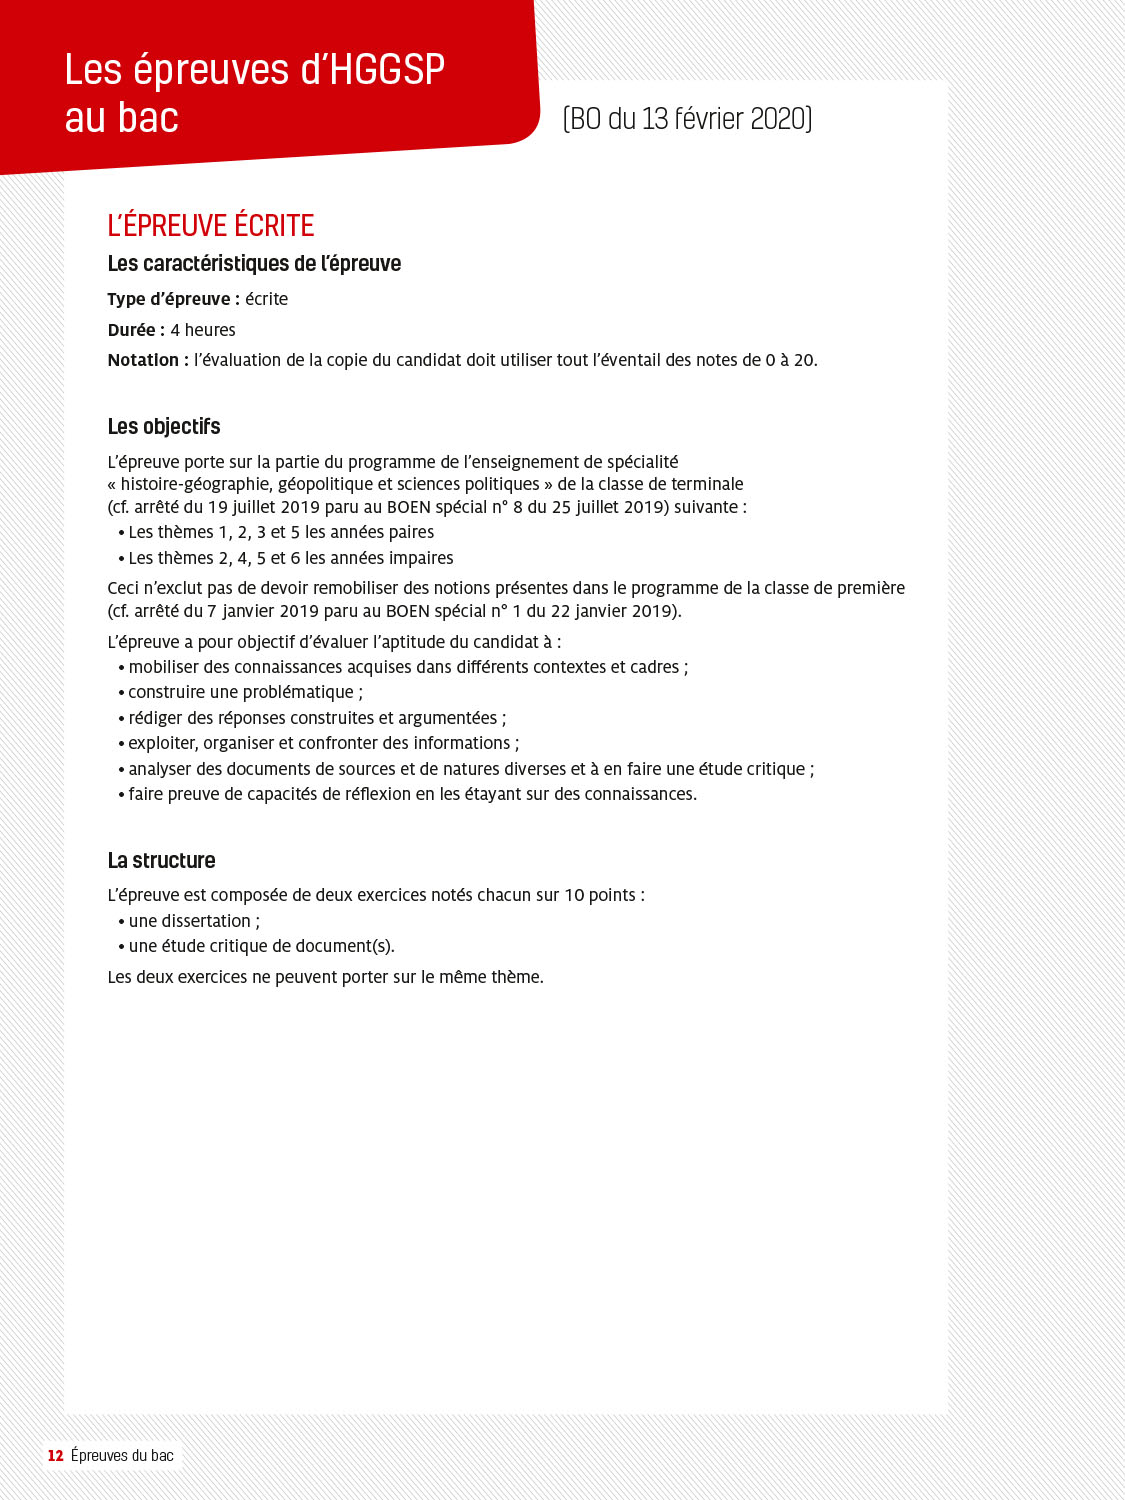 Les épreuves d’HGGSP
au bac
(BO du 13 février 2020)
L’ÉPREUVE ÉCRITE
Les caractéristiques de l’épreuve
Type d’épreuve : écrite
Durée : 4 heures
Notation : l’évaluation de la copie du candidat doit utiliser tout l’éventail des notes de 0 à 20.
Les objectifs
L’épreuve porte sur la partie du programme de l’enseignement de spécialité
« histoire-géographie, géopolitique et sciences politiques » de la classe de terminale
(cf. arrêté du 19 juillet 2019 paru au BOEN spécial n° 8 du 25 juillet 2019) suivante :
• Les thèmes 1, 2, 3 et 5 les années paires
• Les thèmes 2, 4, 5 et 6 les années impaires
Ceci n’exclut pas de devoir remobiliser des notions présentes dans le programme de la classe de première
(cf. arrêté du 7 janvier 2019 paru au BOEN spécial n° 1 du 22 janvier 2019).
L’épreuve a pour objectif d’évaluer l’aptitude du candidat à :
• mobiliser des connaissances acquises dans différents contextes et cadres ;
• construire une problématique ;
• rédiger des réponses construites et argumentées ;
• exploiter, organiser et confronter des informations ;
• analyser des documents de sources et de natures diverses et à en faire une étude critique ;
• faire preuve de capacités de réflexion en les étayant sur des connaissances.
La structure
L’épreuve est composée de deux exercices notés chacun sur 10 points :
• une dissertation ;
• une étude critique de document(s).
Les deux exercices ne peuvent porter sur le même thème.
12 Épreuves du bac